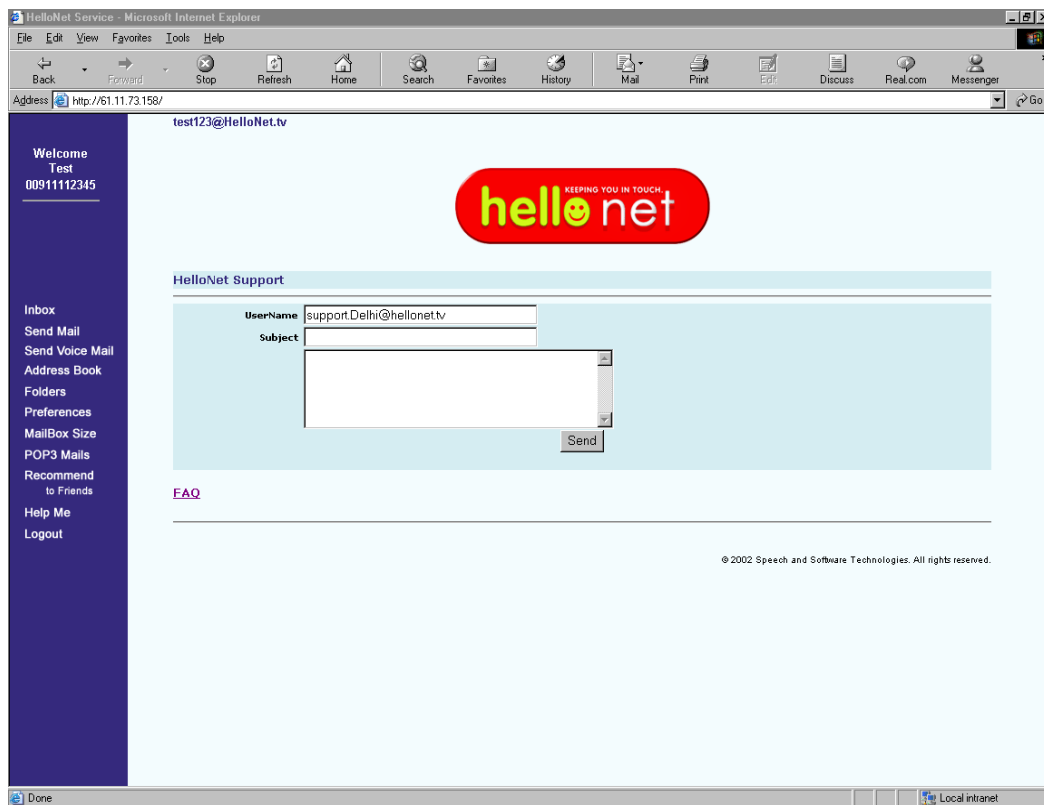 HelloNet Service - Microsoft Internet Explorer
File Edit View Favorites Tools Help
Back Forward Stop Refresh Home Search Favorites History Mail Print Edit Discuss Real.com Messenger
Address http://61.11.73.158/ Go
test123@HelloNet.tv
Welcome
Test
00911112345
KEEPING YOU IN TOUCH.
hello net
HelloNet Support
UserName support.Delhi@hellonet.tv
Subject
Send
FAQ
Inbox
Send Mail
Send Voice Mail
Address Book
Folders
Preferences
MailBox Size
POP3 Mails
Recommend
to Friends
Help Me
Logout
© 2002 Speech and Software Technologies. All rights reserved.
Done Local intranet